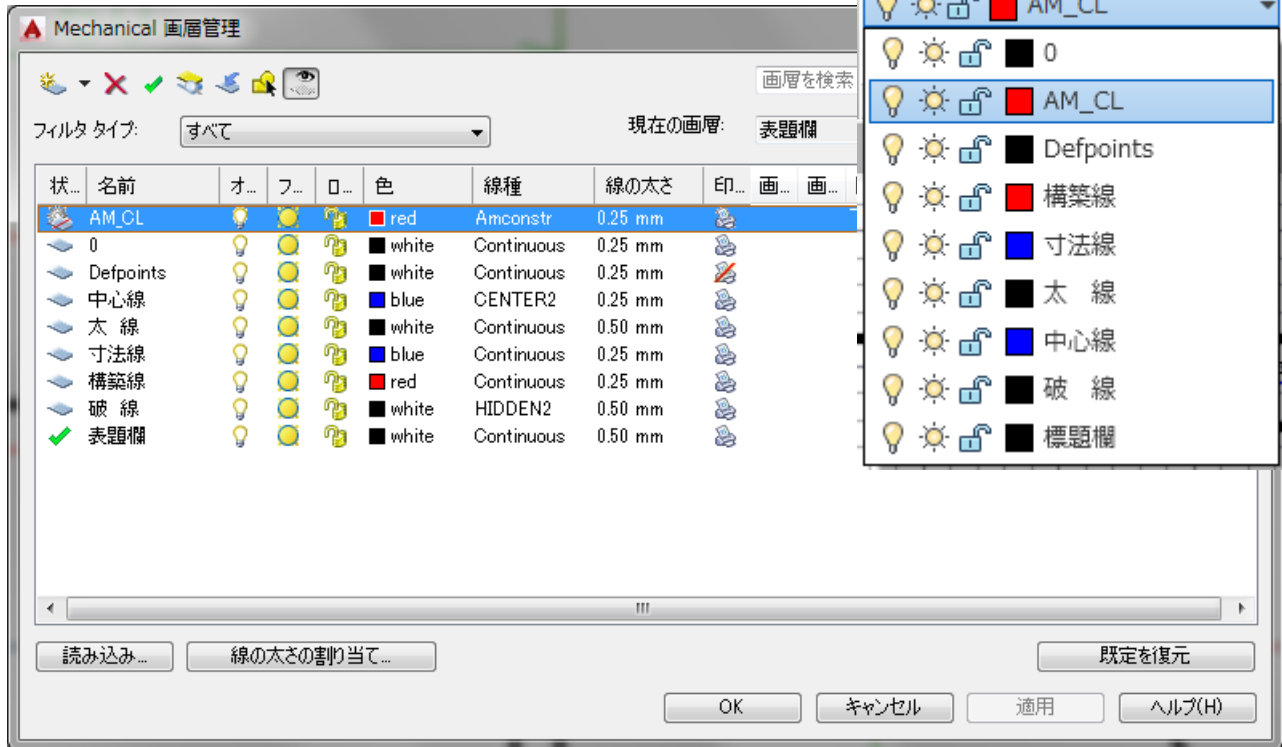 Mechanical 画層管理
画層を検索
フィルタ タイプ: すべて 現在の画層: 表題欄
状... 名前 オ... フ... ロ... 色 線種 線の太さ 印... 画... 画...
AM_CL red Amconstr 0.25 mm
0 white Continuous 0.25 mm
Defpoints white Continuous 0.25 mm
中心線 blue CENTER2 0.25 mm
太 線 white Continuous 0.50 mm
寸法線 blue Continuous 0.25 mm
構築線 red Continuous 0.25 mm
破 線 white HIDDEN2 0.50 mm
表題欄 white Continuous 0.50 mm
読み込み... 線の太さの割り当て... 既定を復元
OK キャンセル 適用 ヘルプ(H)
AM_CL
0
AM_CL
Defpoints
構築線
寸法線
太 線
中心線
破 線
標題欄